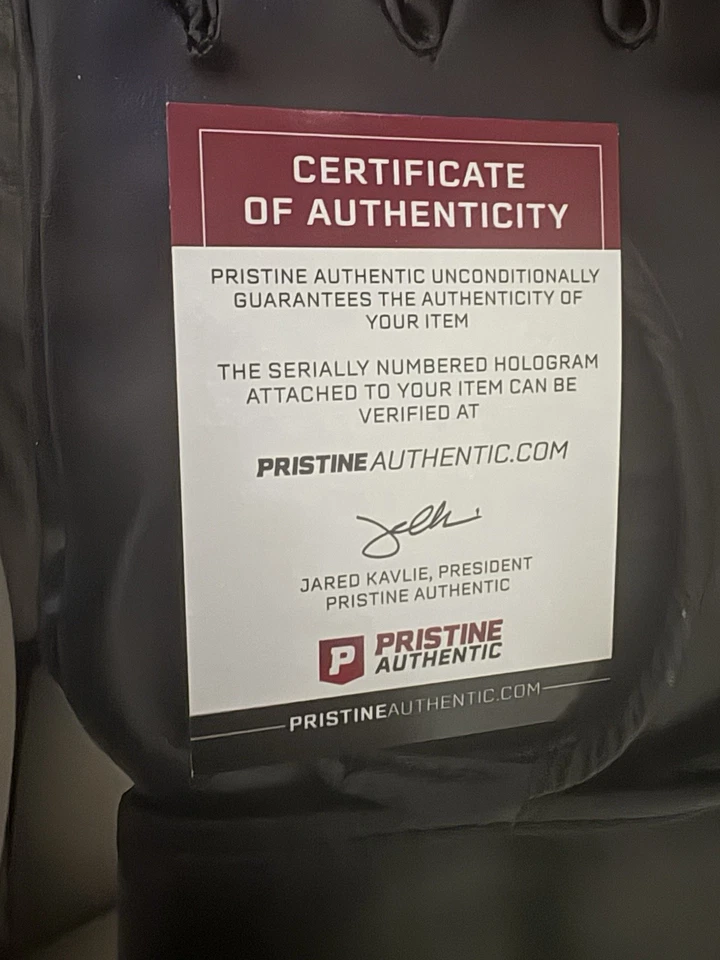 CERTIFICATE
OF AUTHENTICITY
PRISTINE AUTHENTIC UNCONDITIONALLY
GUARANTEES THE AUTHENTICITY OF
YOUR ITEM
THE SERIALLY NUMBERED HOLOGRAM
ATTACHED TO YOUR ITEM CAN BE
VERIFIED AT
PRISTINEAUTHENTIC.COM
JARED KAVLIE, PRESIDENT
PRISTINE AUTHENTIC
P PRISTINE
AUTHENTIC
PRISTINEAUTHENTIC.COM